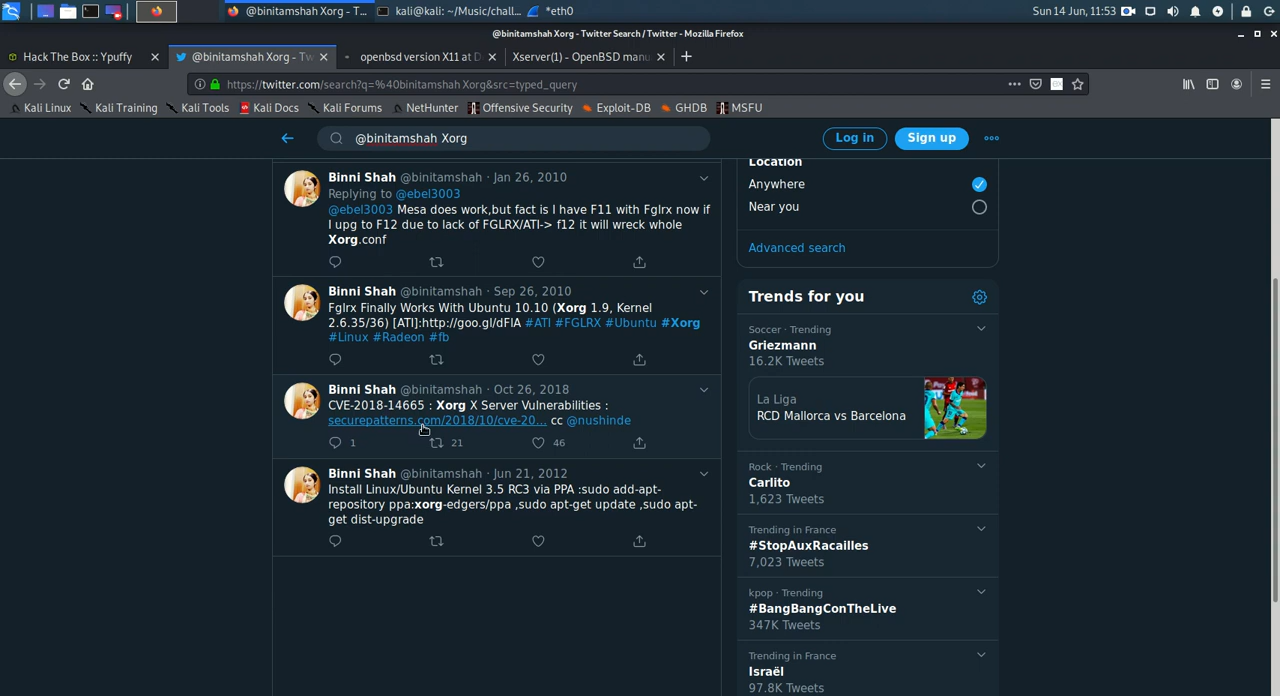 @binitamshah Xorg - T...
kali@kali: ~/Music/chall...
*eth0
Sun 14 Jun, 11:53
@binitamshah Xorg - Twitter Search / Twitter - Mozilla Firefox
Hack The Box :: Ypuffy
@binitamshah Xorg - Tw
openbsd version X11 at D
Xserver(1) - OpenBSD manu
https://twitter.com/search?q=%40binitamshah Xorg&src=typed_query
Kali Linux
Kali Training
Kali Tools
Kali Docs
Kali Forums
NetHunter
Offensive Security
Exploit-DB
GHDB
MSFU
@binitamshah Xorg
Log in
Sign up
Binni Shah @binitamshah · Jan 26, 2010
Replying to @ebel3003
@ebel3003 Mesa does work,but fact is I have F11 with Fglrx now if
I upg to F12 due to lack of FGLRX/ATI-> f12 it will wreck whole
Xorg.conf
Binni Shah @binitamshah · Sep 26, 2010
Fglrx Finally Works With Ubuntu 10.10 (Xorg 1.9, Kernel
2.6.35/36) [ATI]:http://goo.gl/dFlA #ATI #FGLRX #Ubuntu #Xorg
#Linux #Radeon #fb
Binni Shah @binitamshah · Oct 26, 2018
CVE-2018-14665 : Xorg X Server Vulnerabilities :
securepatterns.com/2018/10/cve-20... cc @nushinde
1
21
46
Binni Shah @binitamshah · Jun 21, 2012
Install Linux/Ubuntu Kernel 3.5 RC3 via PPA :sudo add-apt-
repository ppa:xorg-edgers/ppa ,sudo apt-get update ,sudo apt-
get dist-upgrade
Location
Anywhere
Near you
Advanced search
Trends for you
Soccer · Trending
Griezmann
16.2K Tweets
La Liga
RCD Mallorca vs Barcelona
Rock · Trending
Carlito
1,623 Tweets
Trending in France
#StopAuxRacailles
7,023 Tweets
kpop · Trending
#BangBangConTheLive
347K Tweets
Trending in France
Israël
97.8K Tweets